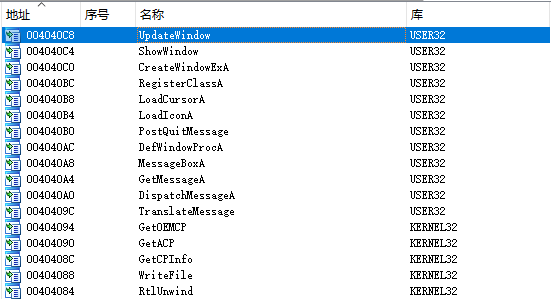 地址 序号 名称 库
004040C8 UpdateWindow USER32
004040C4 ShowWindow USER32
004040C0 CreateWindowExA USER32
004040BC RegisterClassA USER32
004040B8 LoadCursorA USER32
004040B4 LoadIconA USER32
004040B0 PostQuitMessage USER32
004040AC DefWindowProcA USER32
004040A8 MessageBoxA USER32
004040A4 GetMessageA USER32
004040A0 DispatchMessageA USER32
0040409C TranslateMessage USER32
00404094 GetOEMCP KERNEL32
00404090 GetACP KERNEL32
0040408C GetCPInfo KERNEL32
00404088 WriteFile KERNEL32
00404084 RtlUnwind KERNEL32